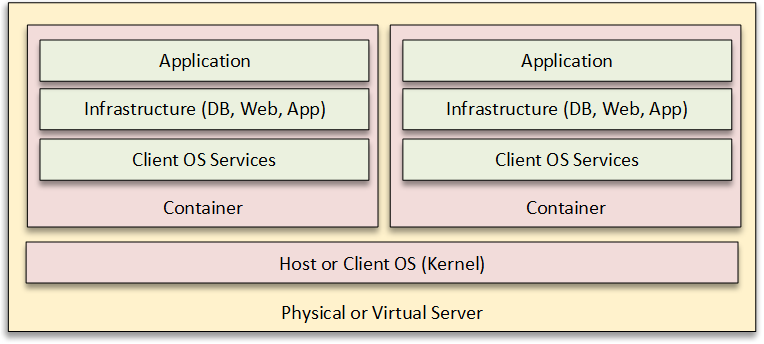 Application
Infrastructure (DB, Web, App)
Client OS Services
Container
Application
Infrastructure (DB, Web, App)
Client OS Services
Container
Host or Client OS (Kernel)
Physical or Virtual Server